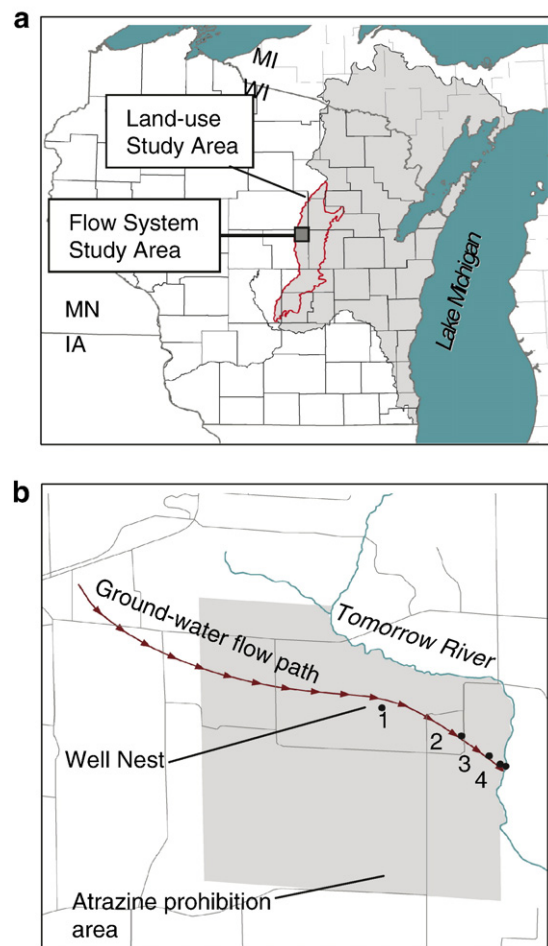 a
MI
WI
Land-use
Study Area
Flow System
Study Area
MN
IA
Lake Michigan
b
Ground-water flow path
Tomorrow River
1
2
3
4
Well Nest
Atrazine prohibition
area